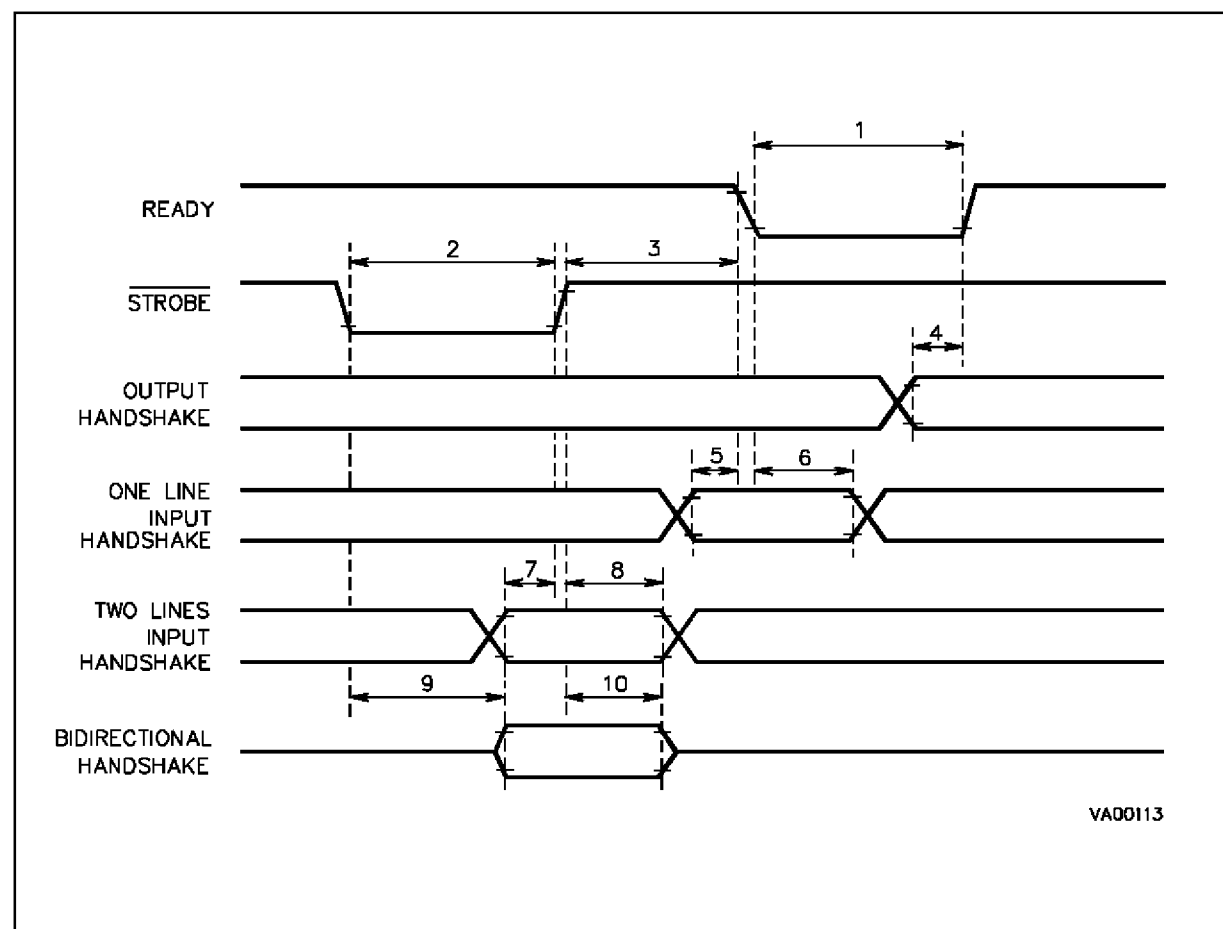 1
READY
2
3
STROBE
4
OUTPUT
HANDSHAKE
5
6
ONE LINE
INPUT
HANDSHAKE
7
8
TWO LINES
INPUT
HANDSHAKE
9
10
BIDIRECTIONAL
HANDSHAKE
VA00113